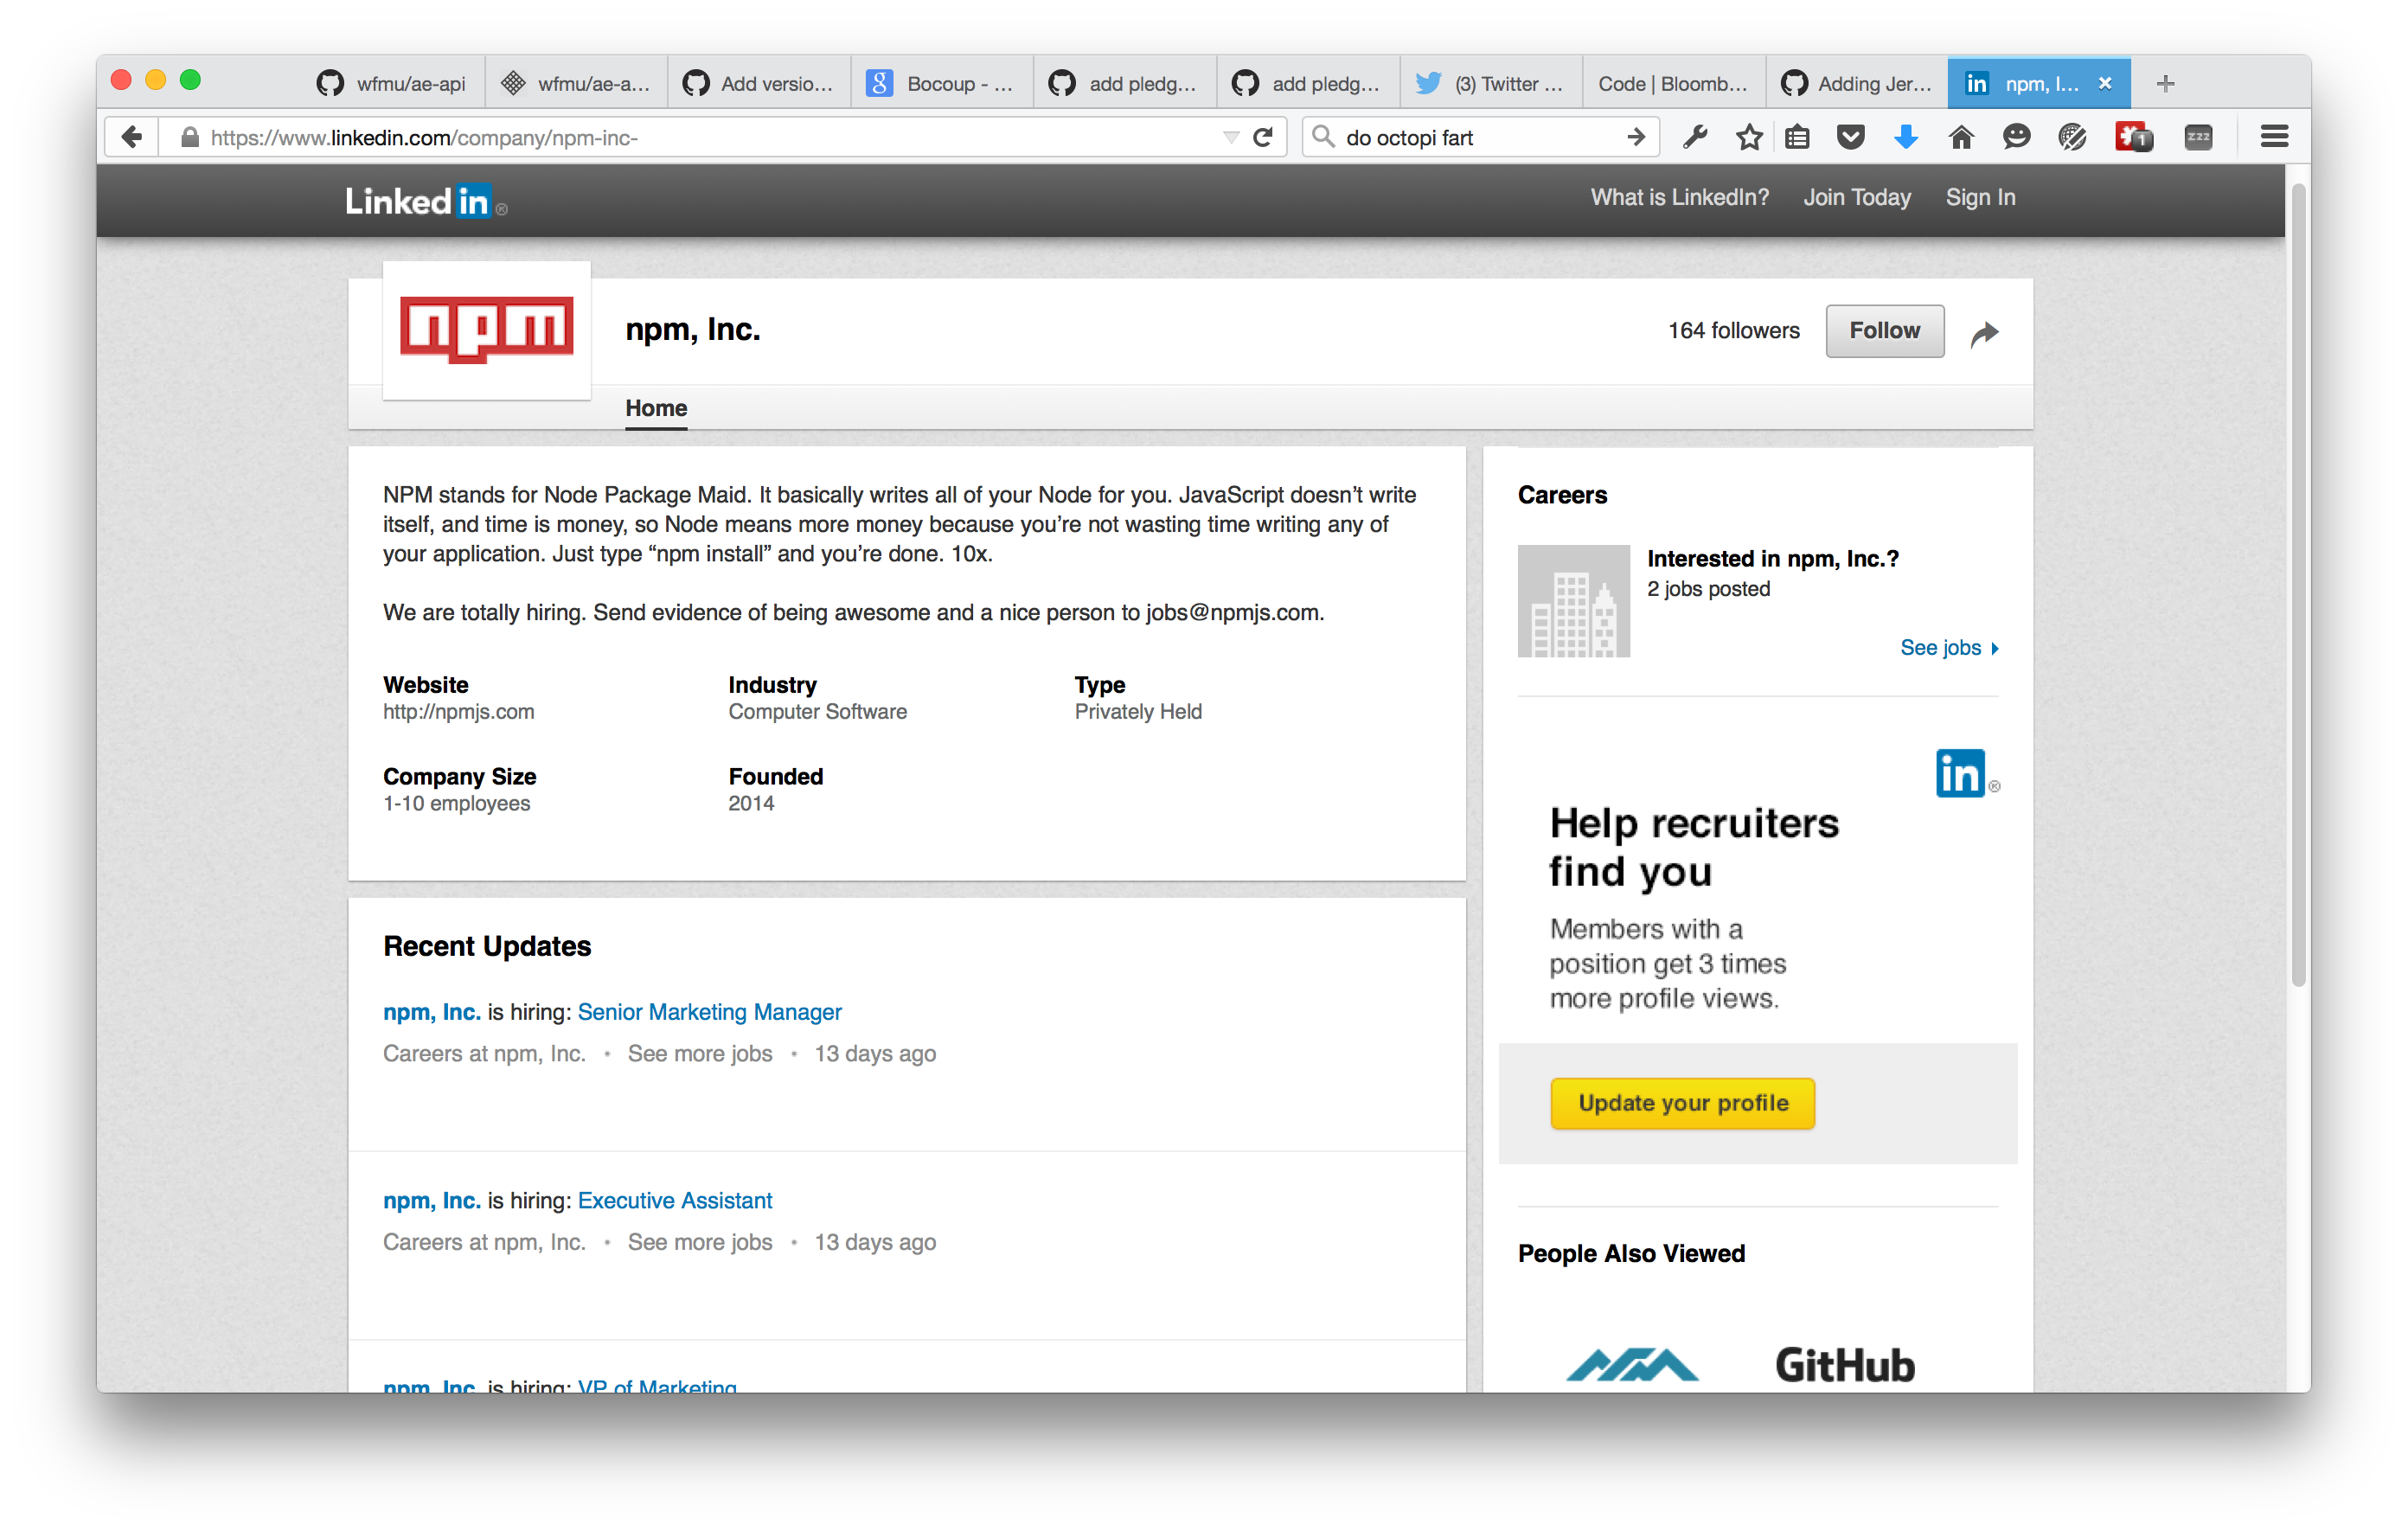 wfmu/ae-api
wfmu/ae-a...
Add versio...
Bocoup - ...
add pledg...
add pledg...
(3) Twitter ...
Code | Bloomb...
Adding Jer...
npm, I...
https://www.linkedin.com/company/npm-inc-
do octopi fart
1
zzz
Linked in ®
What is LinkedIn? Join Today Sign In
npm
npm, Inc.
164 followers
Follow
Home
NPM stands for Node Package Maid. It basically writes all of your Node for you. JavaScript doesn’t write
itself, and time is money, so Node means more money because you’re not wasting time writing any of
your application. Just type “npm install” and you’re done. 10x.
We are totally hiring. Send evidence of being awesome and a nice person to jobs@npmjs.com.
Website
http://npmjs.com
Industry
Computer Software
Type
Privately Held
Company Size
1-10 employees
Founded
2014
Recent Updates
npm, Inc. is hiring: Senior Marketing Manager
Careers at npm, Inc. • See more jobs • 13 days ago
npm, Inc. is hiring: Executive Assistant
Careers at npm, Inc. • See more jobs • 13 days ago
npm, Inc. is hiring: VP of Marketing
Careers
Interested in npm, Inc.?
2 jobs posted
See jobs
in ®
Help recruiters
find you
Members with a
position get 3 times
more profile views.
Update your profile
People Also Viewed
GitHub